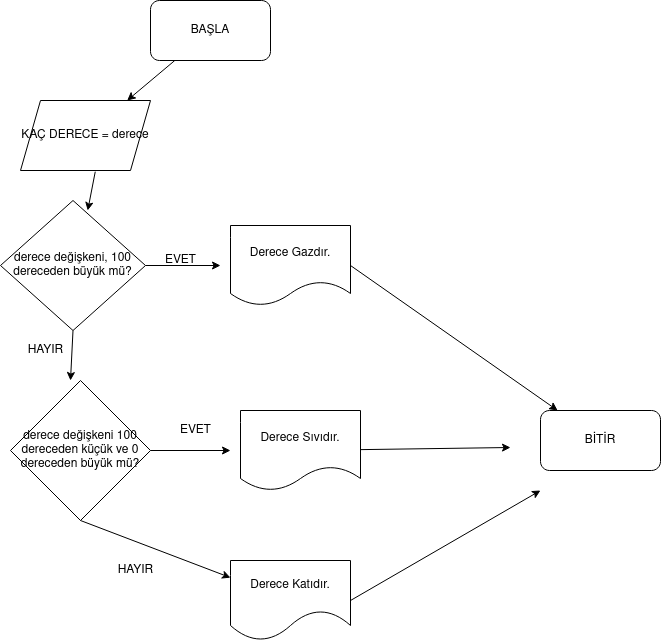 BAŞLA
KAÇ DERECE = derece
derece değişkeni, 100
dereceden büyük mü?
EVET
Derece Gazdır.
HAYIR
derece değişkeni 100
dereceden küçük ve 0
dereceden büyük mü?
EVET
Derece Sıvıdır.
BİTİR
HAYIR
Derece Katıdır.